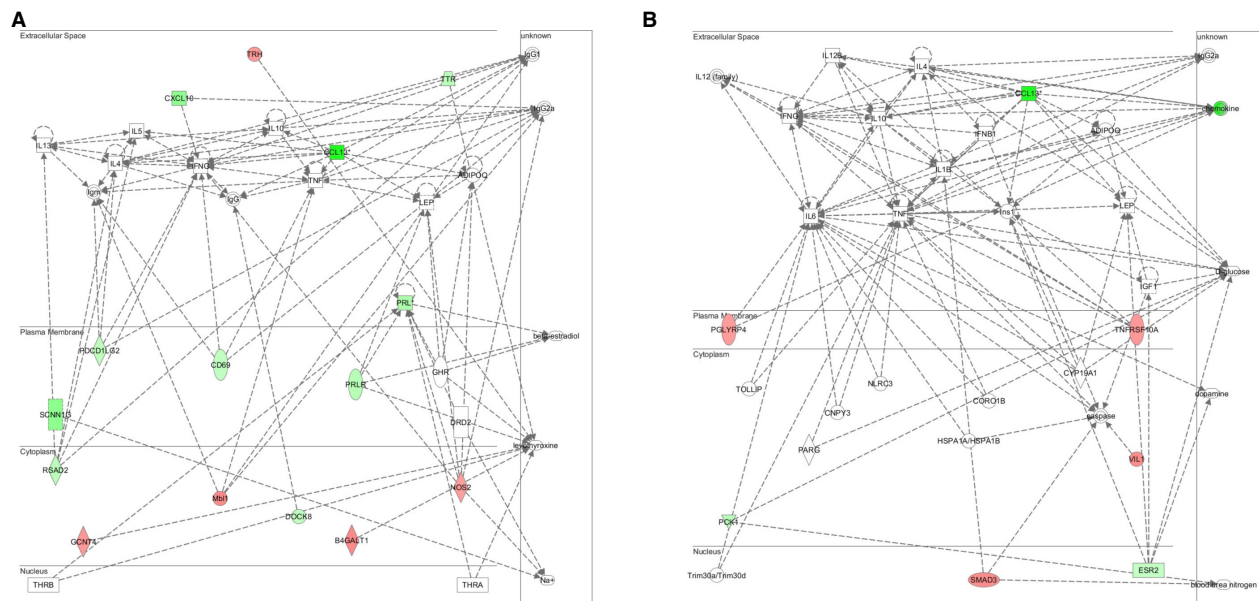 A
Extracellular Space
unknown
TRH
IgG1
TTR
CXCL10
IgG2a
IL10
IL5
IL13
CCL13*
IL4
IFNG
TNF
ADIPOQ
Igm
IgG
LEP
PRL*
Plasma Membrane
beta-estradiol
PDCD1LG2
CD69
GHR
PRLR
SCNN1B
DRD2
levothyroxine
Cytoplasm
RSAD2
Mbl1
NOS2
DOCK8
GCNT4
B4GALT1
Nucleus
THRB
THRA
Na+
B
Extracellular Space
unknown
IL12B
IL4
IgG2a
IL12 (family)
CCL13*
chemokine
IFNG
IL10
IFNB1
ADIPOQ
IL1B
IL6
TNF
Ins1
LEP
d-glucose
IGF1
Plasma Membrane
PGLYRP4
TNFRSF10A
Cytoplasm
TOLLIP
NLRC3
CYP19A1
CNPY3
CORO1B
dopamine
caspase
PARG
HSPA1A/HSPA1B
VIL1
PCK1
Nucleus
Trim30a/Trim30d
SMAD3
ESR2
blood urea nitrogen